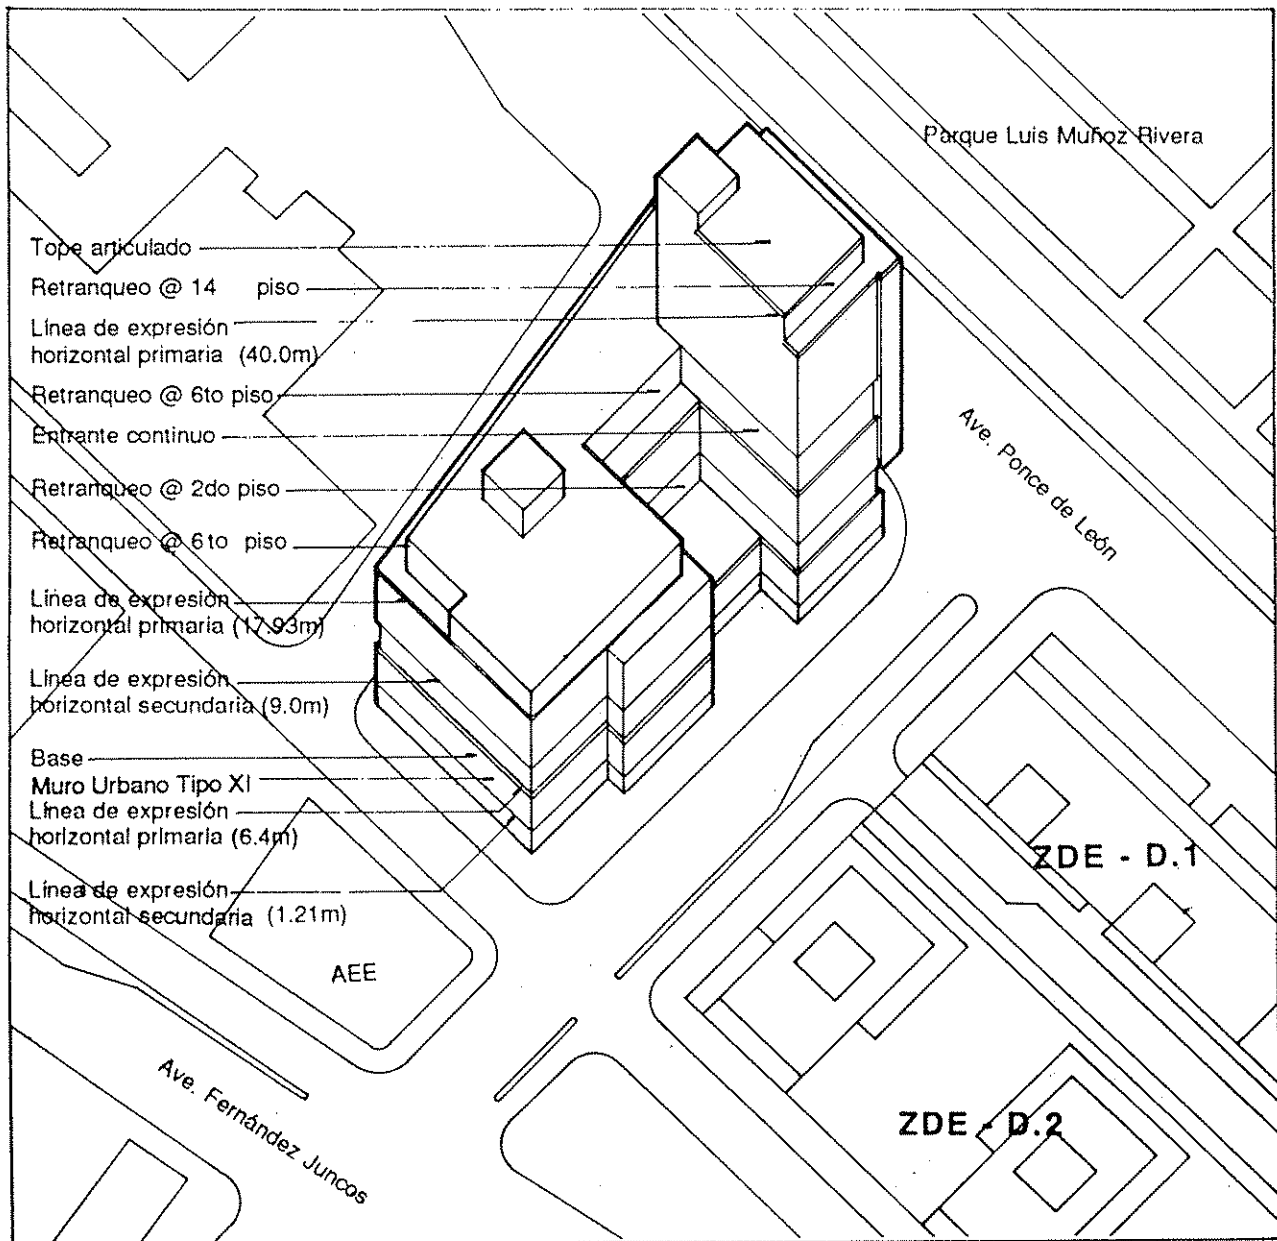 Parque Luis Muñoz Rivera
Tope articulado
Retranqueo @ 14 piso
Línea de expresión
horizontal primaria (40.0m)
Retranqueo @ 6to piso
Entrante continuo
Retranqueo @ 2do piso
Retranqueo @ 6to piso
Línea de expresión
horizontal primaria (17.93m)
Línea de expresión
horizontal secundaria (9.0m)
Base
Muro Urbano Tipo XI
Línea de expresión
horizontal primaria (6.4m)
Línea de expresión
horizontal secundaria (1.21m)
Ave. Ponce de León
ZDE - D.1
AEE
Ave. Fernández Juncos
ZDE - D.2